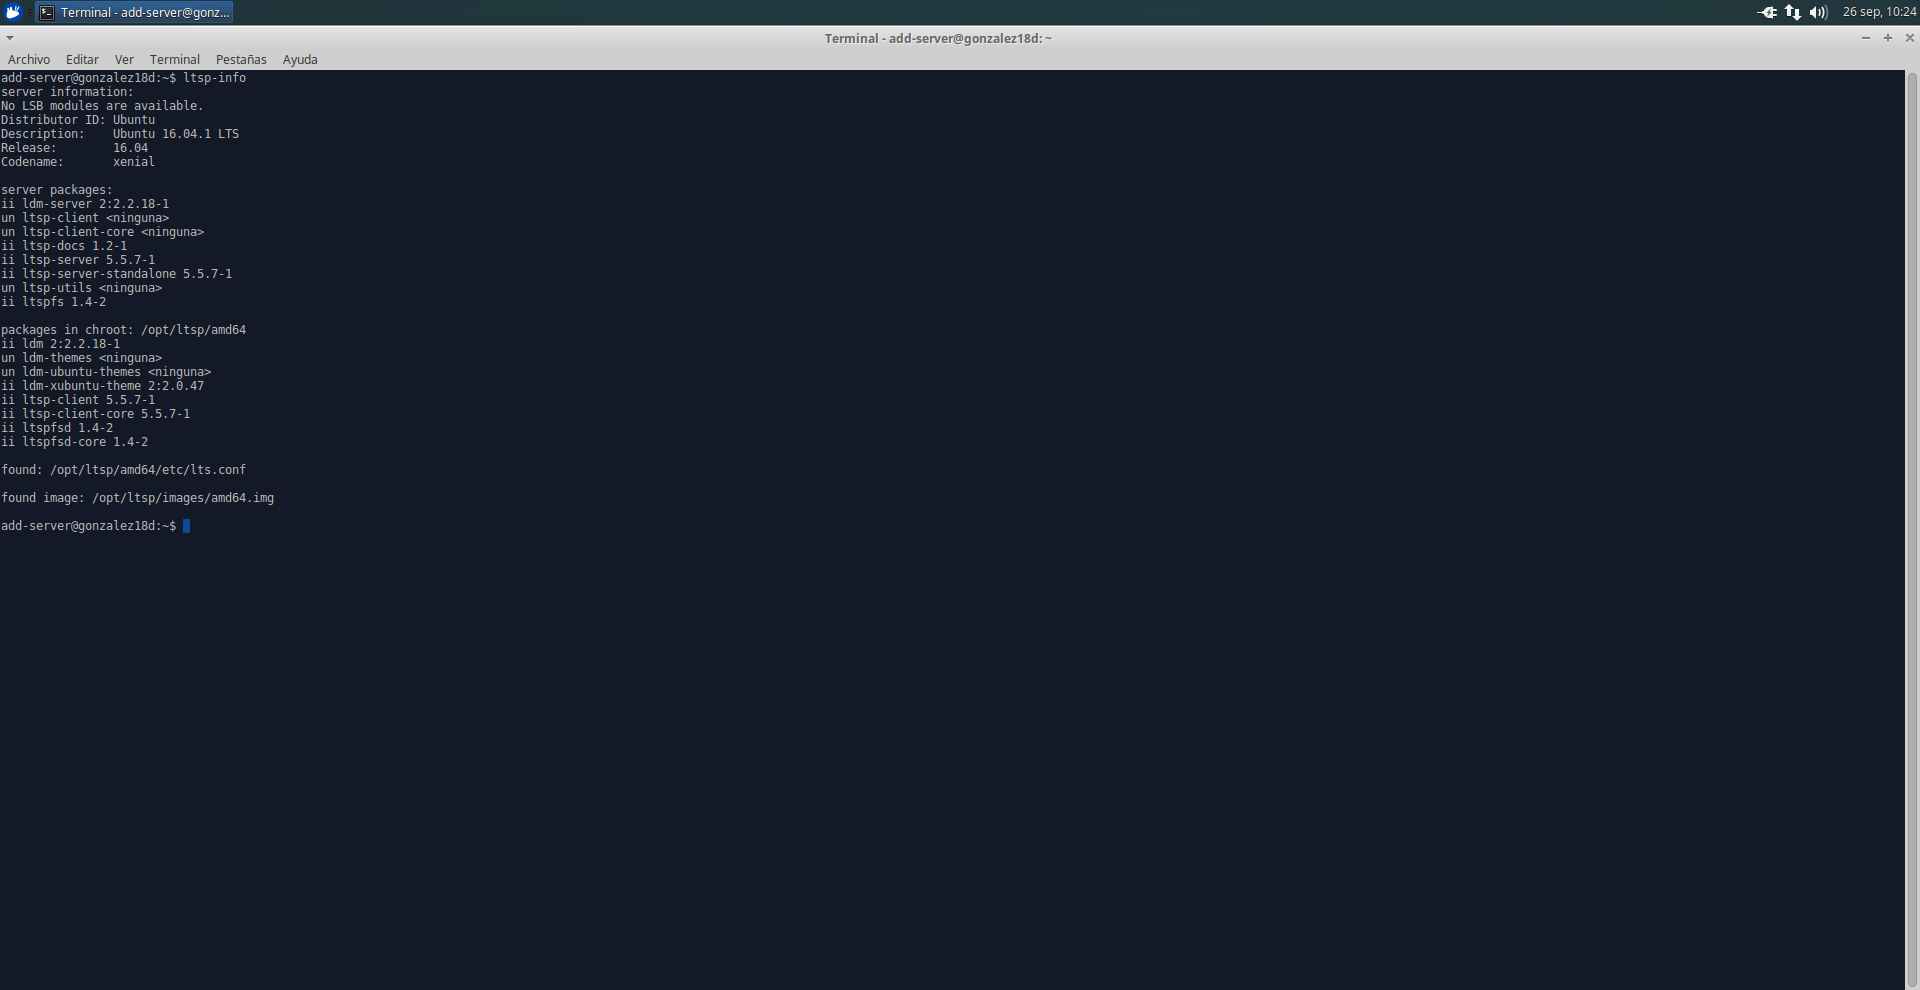 Terminal - add-server@gonz...
26 sep, 10:24
Terminal - add-server@gonzalez18d: ~
Archivo Editar Ver Terminal Pestañas Ayuda
add-server@gonzalez18d:~$ ltsp-info
server information:
No LSB modules are available.
Distributor ID: Ubuntu
Description:    Ubuntu 16.04.1 LTS
Release:        16.04
Codename:       xenial

server packages:
ii ldm-server 2:2.2.18-1
un ltsp-client <ninguna>
un ltsp-client-core <ninguna>
ii ltsp-docs 1.2-1
ii ltsp-server 5.5.7-1
ii ltsp-server-standalone 5.5.7-1
un ltsp-utils <ninguna>
ii ltspfs 1.4-2

packages in chroot: /opt/ltsp/amd64
ii ldm 2:2.2.18-1
un ldm-themes <ninguna>
un ldm-ubuntu-themes <ninguna>
ii ldm-xubuntu-theme 2:2.0.47
ii ltsp-client 5.5.7-1
ii ltsp-client-core 5.5.7-1
ii ltspfsd 1.4-2
ii ltspfsd-core 1.4-2

found: /opt/ltsp/amd64/etc/lts.conf

found image: /opt/ltsp/images/amd64.img

add-server@gonzalez18d:~$